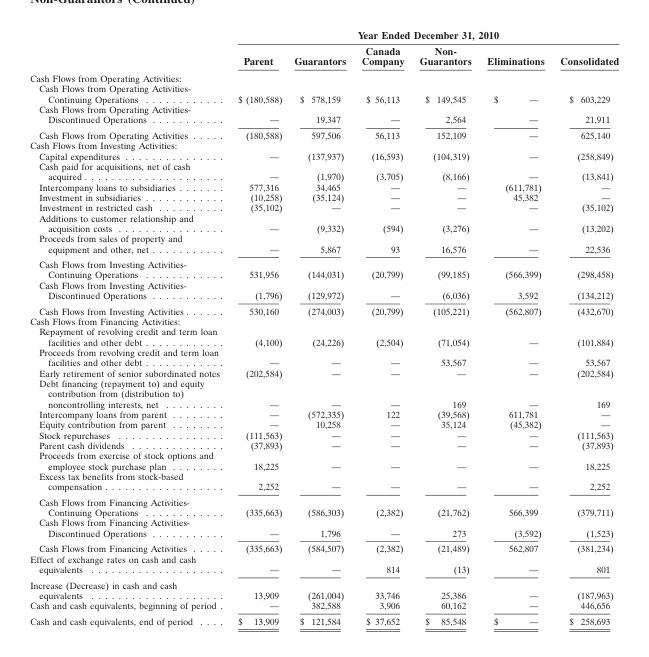 Non-Guarantors (Continued)
Year Ended December 31, 2010
Parent Guarantors Canada Company Non-Guarantors Eliminations Consolidated
Cash Flows from Operating Activities:
Cash Flows from Operating Activities-
Continuing Operations . . . . . . . . . . . . $ (180,588) $ 578,159 $ 56,113 $ 149,545 $ — $ 603,229
Cash Flows from Operating Activities-
Discontinued Operations . . . . . . . . . . . — 19,347 — 2,564 — 21,911
Cash Flows from Operating Activities . . . . . (180,588) 597,506 56,113 152,109 — 625,140
Cash Flows from Investing Activities:
Capital expenditures . . . . . . . . . . . . . . . — (137,937) (16,593) (104,319) — (258,849)
Cash paid for acquisitions, net of cash
acquired . . . . . . . . . . . . . . . . . . . . . — (1,970) (3,705) (8,166) — (13,841)
Intercompany loans to subsidiaries . . . . . . . 577,316 34,465 — — (611,781) —
Investment in subsidiaries . . . . . . . . . . . . (10,258) (35,124) — — 45,382 —
Investment in restricted cash . . . . . . . . . . (35,102) — — — — (35,102)
Additions to customer relationship and
acquisition costs . . . . . . . . . . . . . . . . — (9,332) (594) (3,276) — (13,202)
Proceeds from sales of property and
equipment and other, net . . . . . . . . . . . — 5,867 93 16,576 — 22,536
Cash Flows from Investing Activities-
Continuing Operations . . . . . . . . . . . . 531,956 (144,031) (20,799) (99,185) (566,399) (298,458)
Cash Flows from Investing Activities-
Discontinued Operations . . . . . . . . . . . (1,796) (129,972) — (6,036) 3,592 (134,212)
Cash Flows from Investing Activities . . . . . . 530,160 (274,003) (20,799) (105,221) (562,807) (432,670)
Cash Flows from Financing Activities:
Repayment of revolving credit and term loan
facilities and other debt . . . . . . . . . . . . (4,100) (24,226) (2,504) (71,054) — (101,884)
Proceeds from revolving credit and term loan
facilities and other debt . . . . . . . . . . . . — — — 53,567 — 53,567
Early retirement of senior subordinated notes (202,584) — — — — (202,584)
Debt financing (repayment to) and equity
contribution from (distribution to)
noncontrolling interests, net . . . . . . . . . — — — 169 — 169
Intercompany loans from parent . . . . . . . . — (572,335) 122 (39,568) 611,781 —
Equity contribution from parent . . . . . . . . — 10,258 — 35,124 (45,382) —
Stock repurchases . . . . . . . . . . . . . . . . (111,563) — — — — (111,563)
Parent cash dividends . . . . . . . . . . . . . . (37,893) — — — — (37,893)
Proceeds from exercise of stock options and
employee stock purchase plan . . . . . . . . 18,225 — — — — 18,225
Excess tax benefits from stock-based
compensation . . . . . . . . . . . . . . . . . . 2,252 — — — — 2,252
Cash Flows from Financing Activities-
Continuing Operations . . . . . . . . . . . . (335,663) (586,303) (2,382) (21,762) 566,399 (379,711)
Cash Flows from Financing Activities-
Discontinued Operations . . . . . . . . . . . — 1,796 — 273 (3,592) (1,523)
Cash Flows from Financing Activities . . . . . (335,663) (584,507) (2,382) (21,489) 562,807 (381,234)
Effect of exchange rates on cash and cash
equivalents . . . . . . . . . . . . . . . . . . . . — — 814 (13) — 801
Increase (Decrease) in cash and cash
equivalents . . . . . . . . . . . . . . . . . . . . 13,909 (261,004) 33,746 25,386 — (187,963)
Cash and cash equivalents, beginning of period . — 382,588 3,906 60,162 — 446,656
Cash and cash equivalents, end of period . . . . $ 13,909 $ 121,584 $ 37,652 $ 85,548 $ — $ 258,693